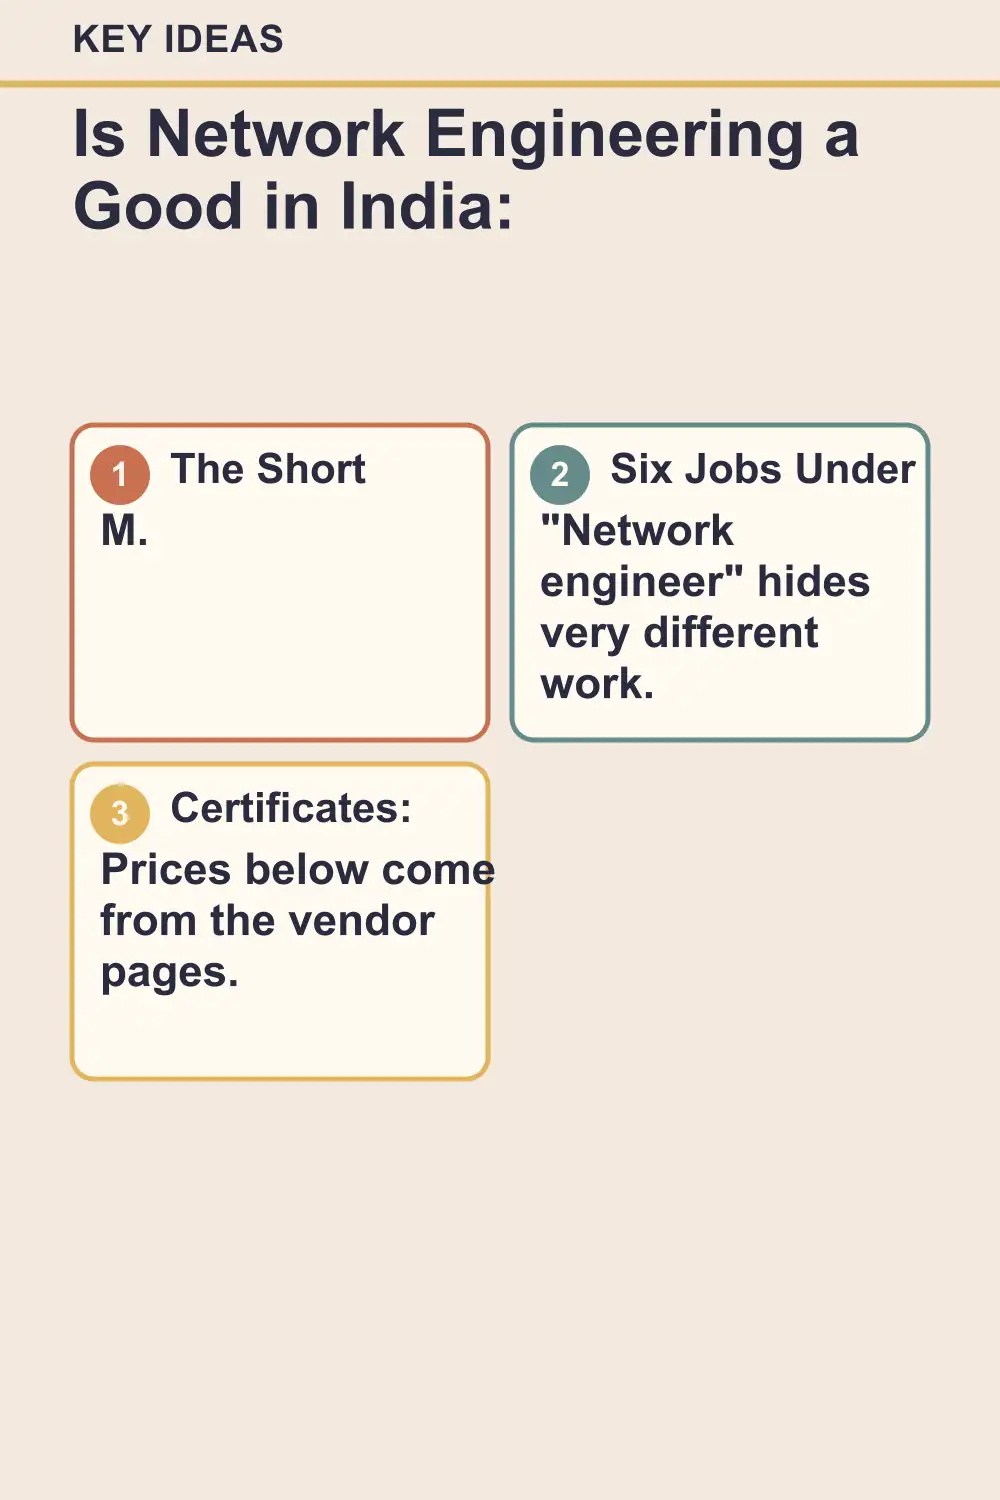 KEY IDEAS
Is Network Engineering a
Good in India:
1 The Short
M.
2 Six Jobs Under
"Network
engineer" hides
very different
work.
3 Certificates:
Prices below come
from the vendor
pages.